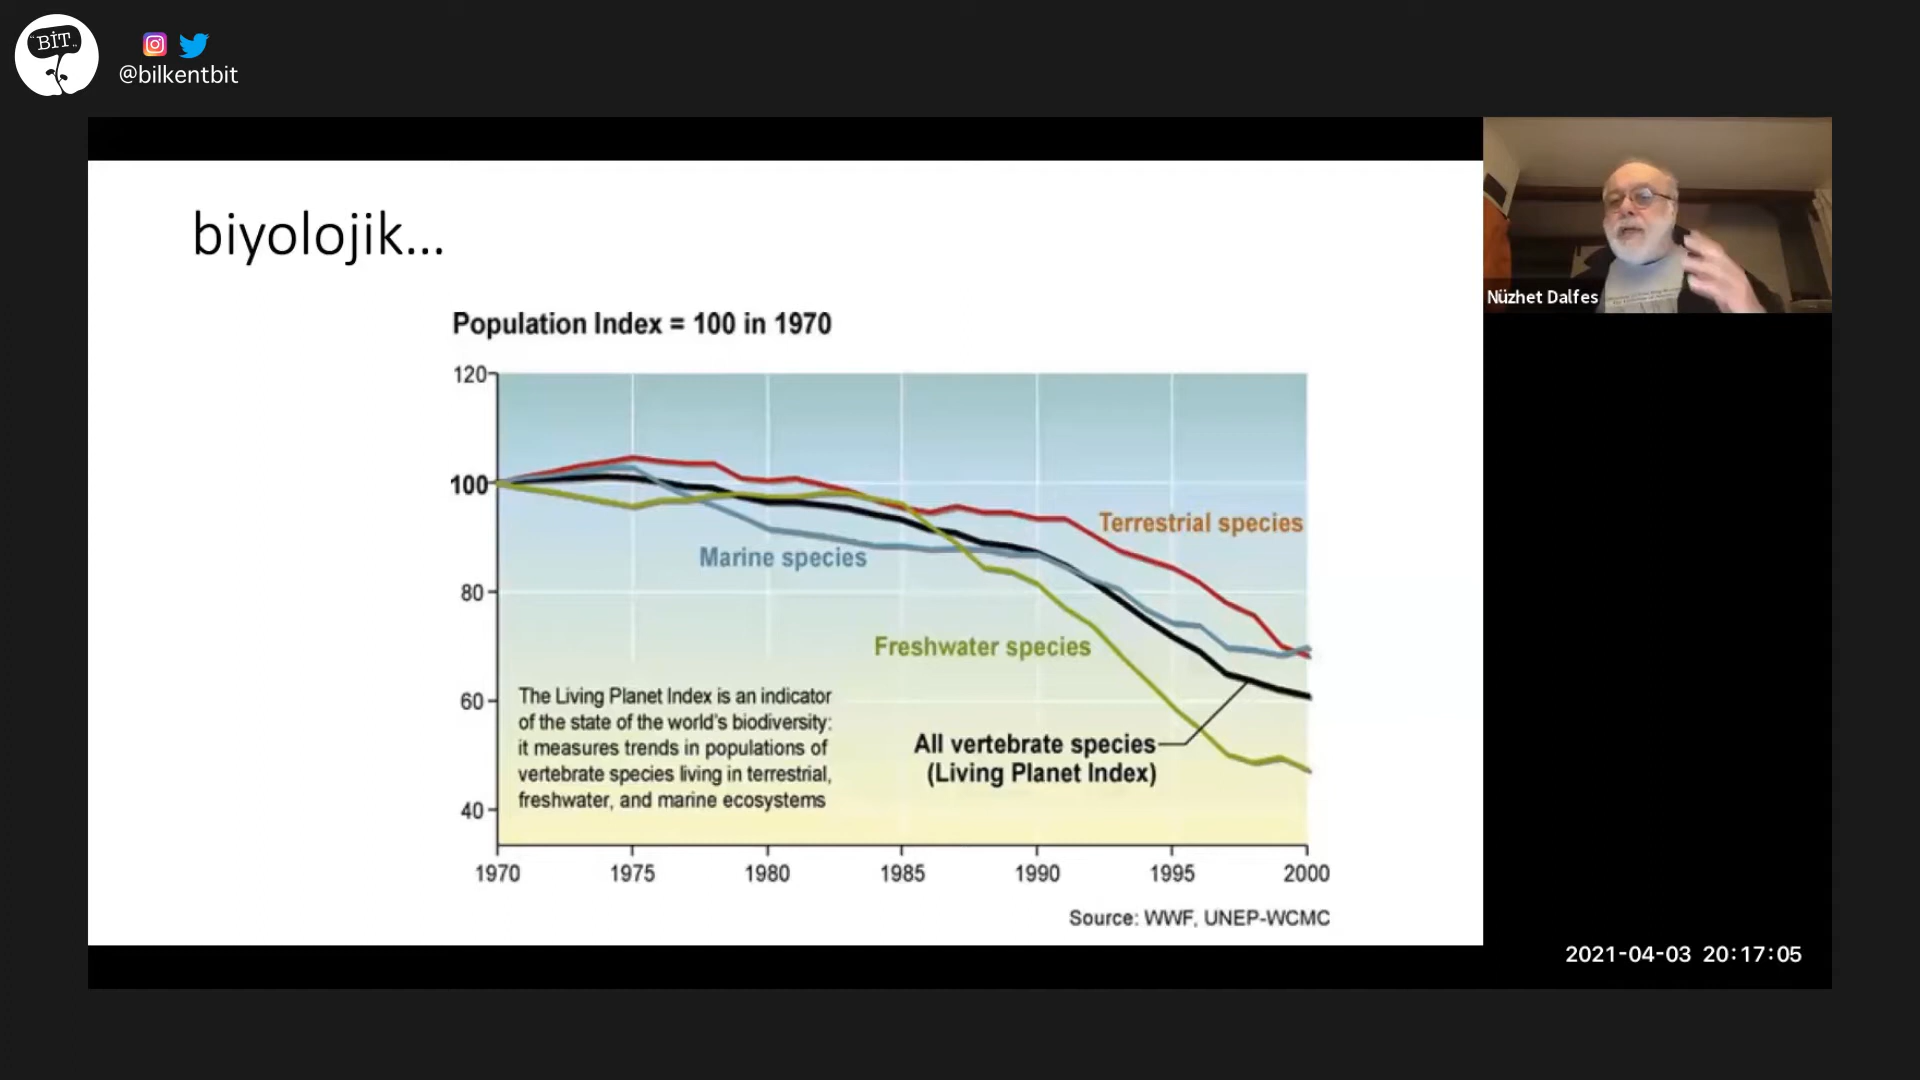 BİT
@bilkentbit
biyolojik...
Population Index = 100 in 1970
120
100
80
60
40
Terrestrial species
Marine species
Freshwater species
The Living Planet Index is an indicator
of the state of the world's biodiversity:
it measures trends in populations of
vertebrate species living in terrestrial,
freshwater, and marine ecosystems
All vertebrate species
(Living Planet Index)
1970 1975 1980 1985 1990 1995 2000
Source: WWF, UNEP-WCMC
Nüzhet Dalfes
2021-04-03 20:17:05